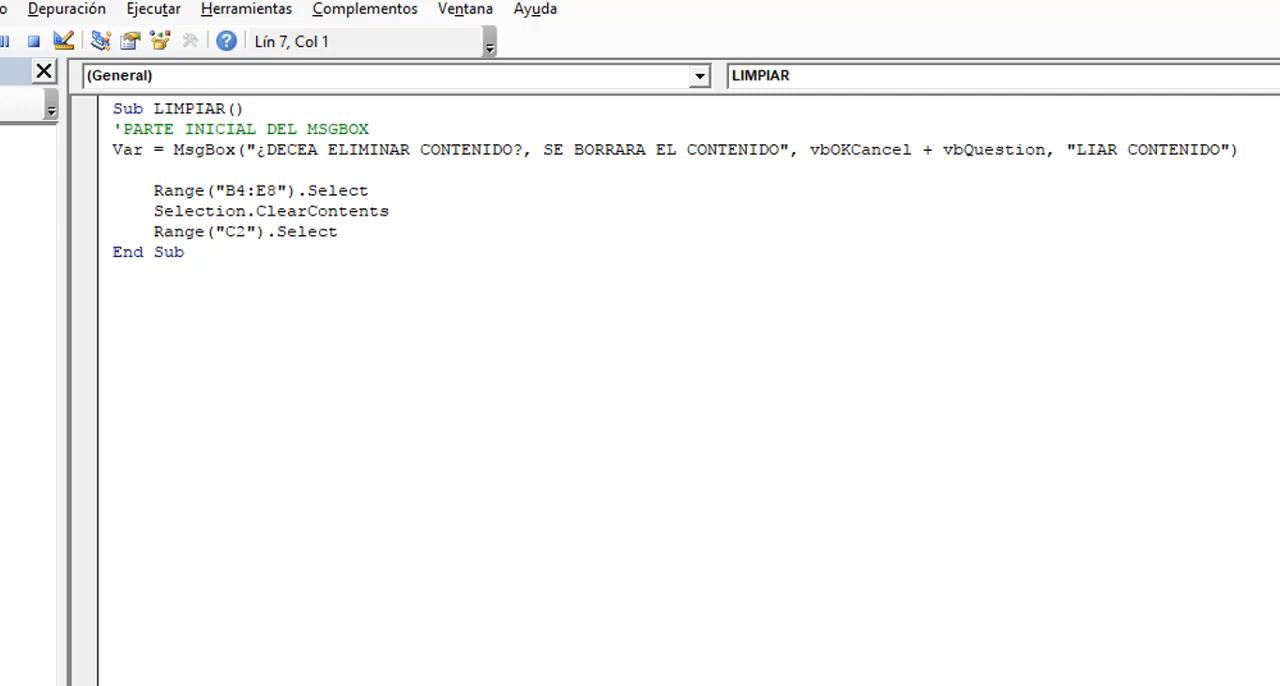 o Depuración Ejecutar Herramientas Complementos Ventana Ayuda
Lín 7, Col 1
(General) LIMPIAR
Sub LIMPIAR()
'PARTE INICIAL DEL MSGBOX
Var = MsgBox("¿DECEA ELIMINAR CONTENIDO?, SE BORRARA EL CONTENIDO", vbOKCancel + vbQuestion, "LIAR CONTENIDO")
Range("B4:E8").Select
Selection.ClearContents
Range("C2").Select
End Sub